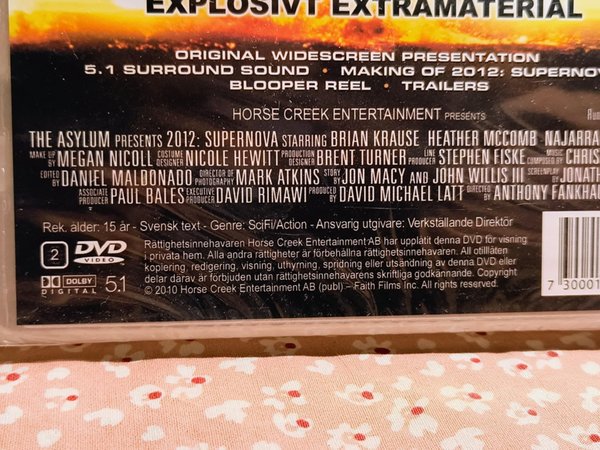 EXPLOSIVT EXTRAMATERIAL
ORIGINAL WIDESCREEN PRESENTATION
5.1 SURROUND SOUND • MAKING OF 2012: SUPERNOV
BLOOPER REEL • TRAILERS
HORSE CREEK ENTERTAINMENT PRESENTS
THE ASYLUM PRESENTS 2012: SUPERNOVA STARRING BRIAN KRAUSE HEATHER MCCOMB NAJARRA
MAKE UP BY MEGAN NICOLL COSTUME DESIGNER NICOLE HEWITT PRODUCTION DESIGNER BRENT TURNER LINE PRODUCER STEPHEN FISKE MUSIC COMPOSED BY CHRIS
EDITED BY DANIEL MALDONADO DIRECTOR OF PHOTOGRAPHY MARK ATKINS STORY BY JON MACY AND JOHN WILLIS III SCREENPLAY BY JONATH
ASSOCIATE PRODUCER PAUL BALES EXECUTIVE PRODUCER DAVID RIMAWI PRODUCED BY DAVID MICHAEL LATT DIRECTED BY ANTHONY FANKHAU
Rek. ålder: 15 år - Svensk text - Genre: SciFi/Action - Ansvarig utgivare: Verkställande Direktör
2 DVD VIDEO
DOLBY DIGITAL 5.1
Rättighetsinnehavaren Horse Creek Entertainment AB har upplåtit denna DVD för visning
i privata hem. Alla andra rättigheter är förbehållna rättighetsinnehavaren. All otillåten
kopiering, redigering, visning, uthyrning, spridning eller utsändning av denna DVD eller
delar därav är förbjuden utan rättighetsinnehavarens skriftliga godkännande. Copyright
© 2010 Horse Creek Entertainment AB (publ) – Faith Films Inc. All rights reserved.
7 30001